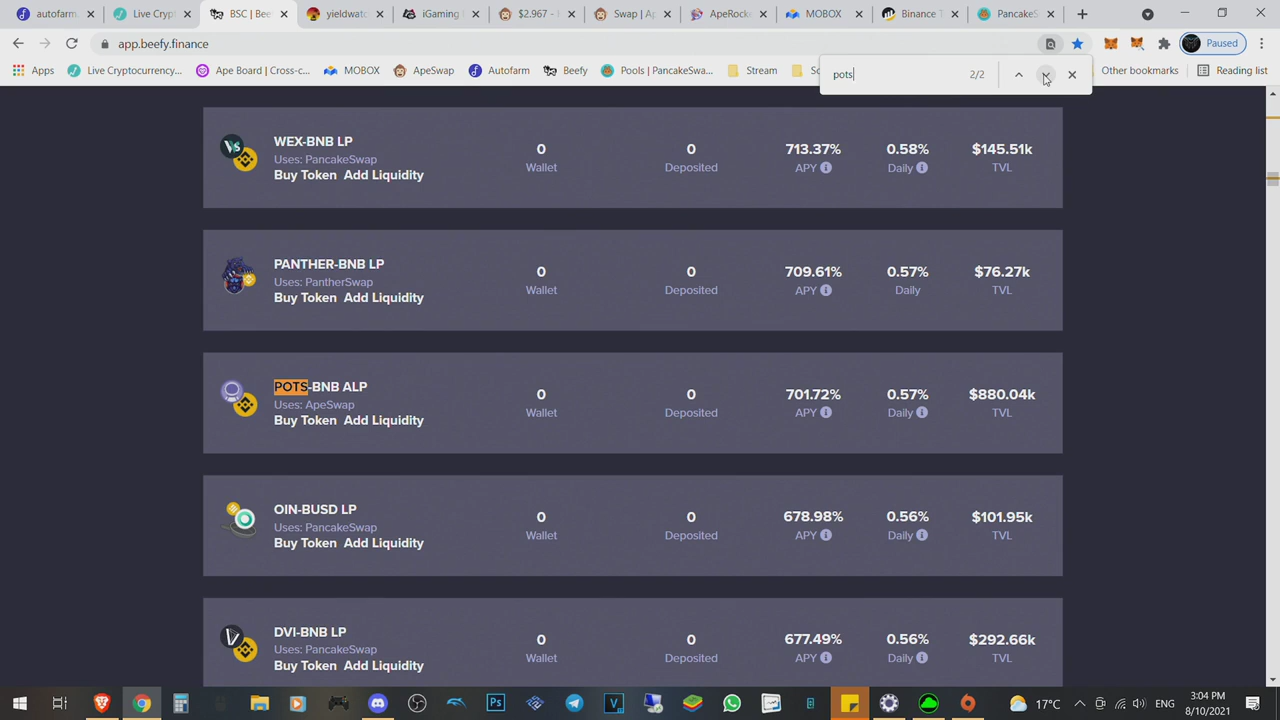 autofarm
Live Crypt
BSC | Beef
yieldwatc
iGaming
$2.967 -
Swap | Ap
ApeRock
MOBOX
Binance T
PancakeS
app.beefy.finance
Paused
Apps
Live Cryptocurrency...
Ape Board | Cross-c...
MOBOX
ApeSwap
Autofarm
Beefy
Pools | PancakeSwa...
Stream
Other bookmarks
Reading list
pots
2/2
WEX-BNB LP
Uses: PancakeSwap
Buy Token Add Liquidity
0
Wallet
0
Deposited
713.37%
APY
0.58%
Daily
$145.51k
TVL
PANTHER-BNB LP
Uses: PantherSwap
Buy Token Add Liquidity
0
Wallet
0
Deposited
709.61%
APY
0.57%
Daily
$76.27k
TVL
POTS-BNB ALP
Uses: ApeSwap
Buy Token Add Liquidity
0
Wallet
0
Deposited
701.72%
APY
0.57%
Daily
$880.04k
TVL
OIN-BUSD LP
Uses: PancakeSwap
Buy Token Add Liquidity
0
Wallet
0
Deposited
678.98%
APY
0.56%
Daily
$101.95k
TVL
DVI-BNB LP
Uses: PancakeSwap
Buy Token Add Liquidity
0
Wallet
0
Deposited
677.49%
APY
0.56%
Daily
$292.66k
TVL
17°C
ENG
3:04 PM
8/10/2021